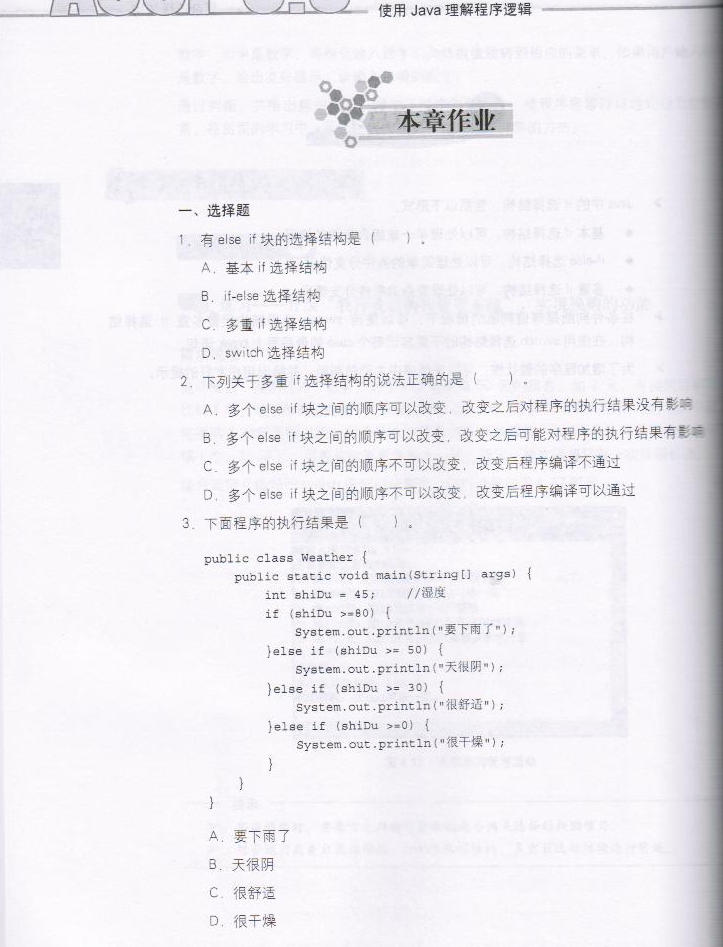 使用 Java 理解程序逻辑
本章作业
一、选择题
1．有 else if 块的选择结构是（　　）。
A．基本 if 选择结构
B．if-else 选择结构
C．多重 if 选择结构
D．switch 选择结构
2．下列关于多重 if 选择结构的说法正确的是（　　）。
A．多个 else if 块之间的顺序可以改变，改变之后对程序的执行结果没有影响
B．多个 else if 块之间的顺序可以改变，改变之后可能对程序的执行结果有影响
C．多个 else if 块之间的顺序不可以改变，改变后程序编译不通过
D．多个 else if 块之间的顺序不可以改变，改变后程序编译可以通过
3．下面程序的执行结果是（　　）。
public class Weather {
public static void main(String[] args) {
int shiDu = 45; //湿度
if (shiDu >=80) {
System.out.println("要下雨了");
}else if (shiDu >= 50) {
System.out.println("天很阴");
}else if (shiDu >= 30) {
System.out.println("很舒适");
}else if (shiDu >=0) {
System.out.println("很干燥");
}
}
}
A．要下雨了
B．天很阴
C．很舒适
D．很干燥